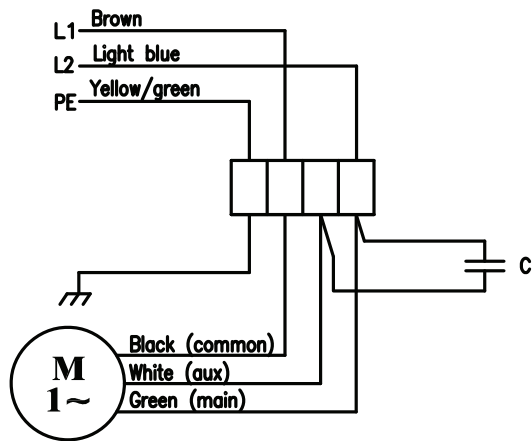 L1 Brown
L2 Light blue
PE Yellow/green
C
Black (common)
M
1~
White (aux)
Green (main)